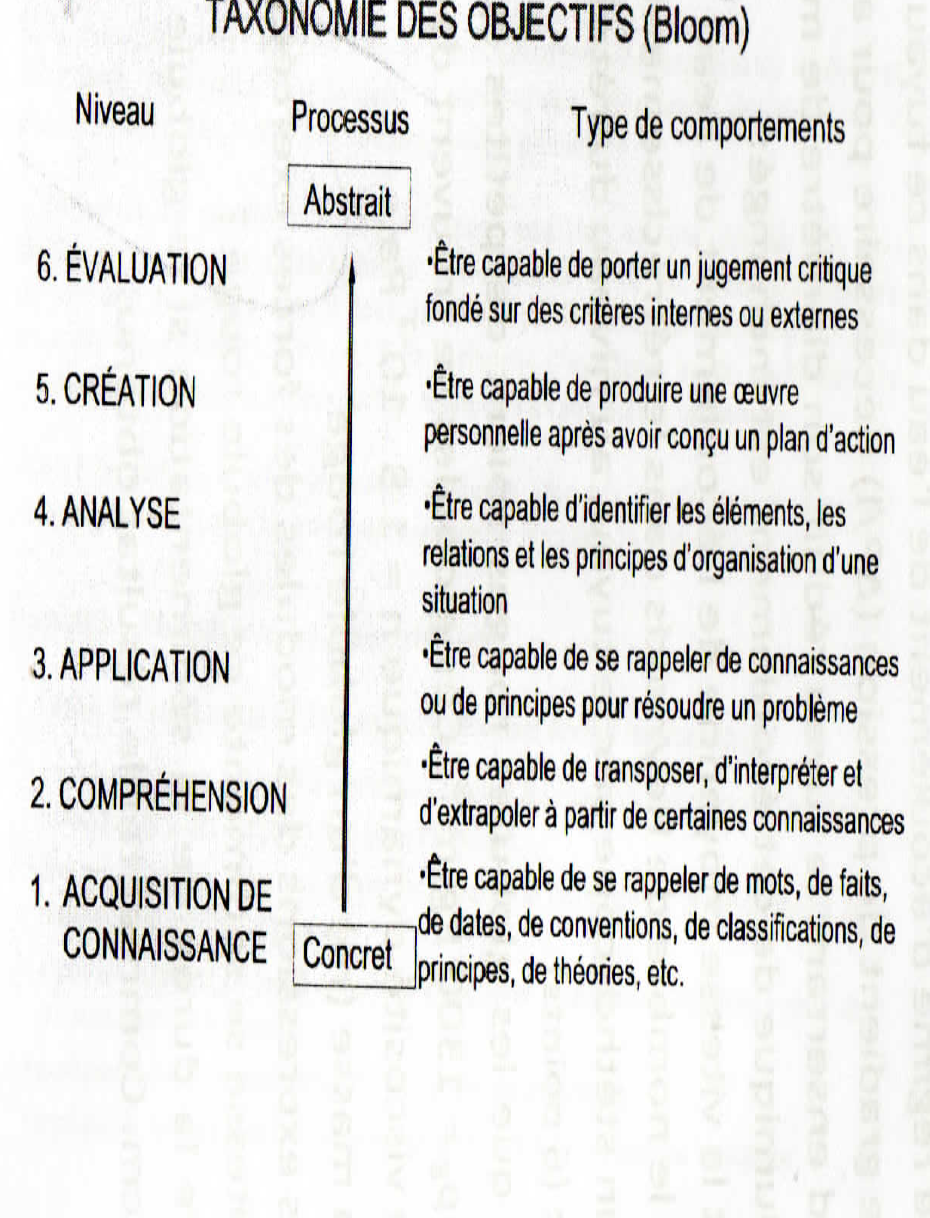 TAXONOMIE DES OBJECTIFS (Bloom)
Niveau
Processus
Type de comportements
Abstrait
6. ÉVALUATION
•Être capable de porter un jugement critique
fondé sur des critères internes ou externes
5. CRÉATION
•Être capable de produire une œuvre
personnelle après avoir conçu un plan d'action
4. ANALYSE
•Être capable d'identifier les éléments, les
relations et les principes d'organisation d'une
situation
3. APPLICATION
•Être capable de se rappeler de connaissances
ou de principes pour résoudre un problème
2. COMPRÉHENSION
•Être capable de transposer, d'interpréter et
d'extrapoler à partir de certaines connaissances
1. ACQUISITION DE
CONNAISSANCE
•Être capable de se rappeler de mots, de faits,
de dates, de conventions, de classifications, de
principes, de théories, etc.
Concret